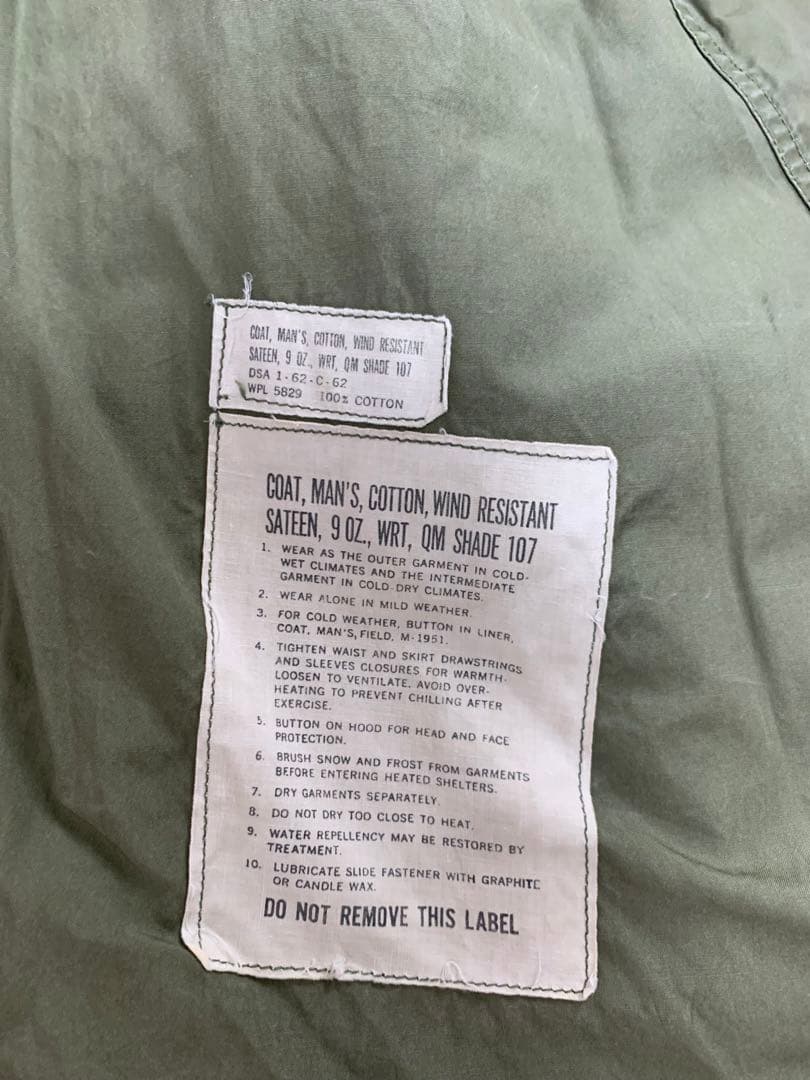 COAT, MAN'S, COTTON, WIND RESISTANT
SATEEN, 9 OZ., WRT, QM SHADE 107
DSA 1-62-C-62
WPL 5829 100% COTTON
COAT, MAN'S, COTTON, WIND RESISTANT
SATEEN, 9 OZ., WRT, QM SHADE 107
1. WEAR AS THE OUTER GARMENT IN COLD-
WET CLIMATES AND THE INTERMEDIATE
GARMENT IN COLD-DRY CLIMATES.
2. WEAR ALONE IN MILD WEATHER.
3. FOR COLD WEATHER, BUTTON IN LINER,
COAT, MAN'S, FIELD, M-1951.
4. TIGHTEN WAIST AND SKIRT DRAWSTRINGS
AND SLEEVES CLOSURES FOR WARMTH-
LOOSEN TO VENTILATE. AVOID OVER-
HEATING TO PREVENT CHILLING AFTER
EXERCISE.
5. BUTTON ON HOOD FOR HEAD AND FACE
PROTECTION.
6. BRUSH SNOW AND FROST FROM GARMENTS
BEFORE ENTERING HEATED SHELTERS.
7. DRY GARMENTS SEPARATELY.
8. DO NOT DRY TOO CLOSE TO HEAT.
9. WATER REPELLENCY MAY BE RESTORED BY
TREATMENT.
10. LUBRICATE SLIDE FASTENER WITH GRAPHITE
OR CANDLE WAX.
DO NOT REMOVE THIS LABEL